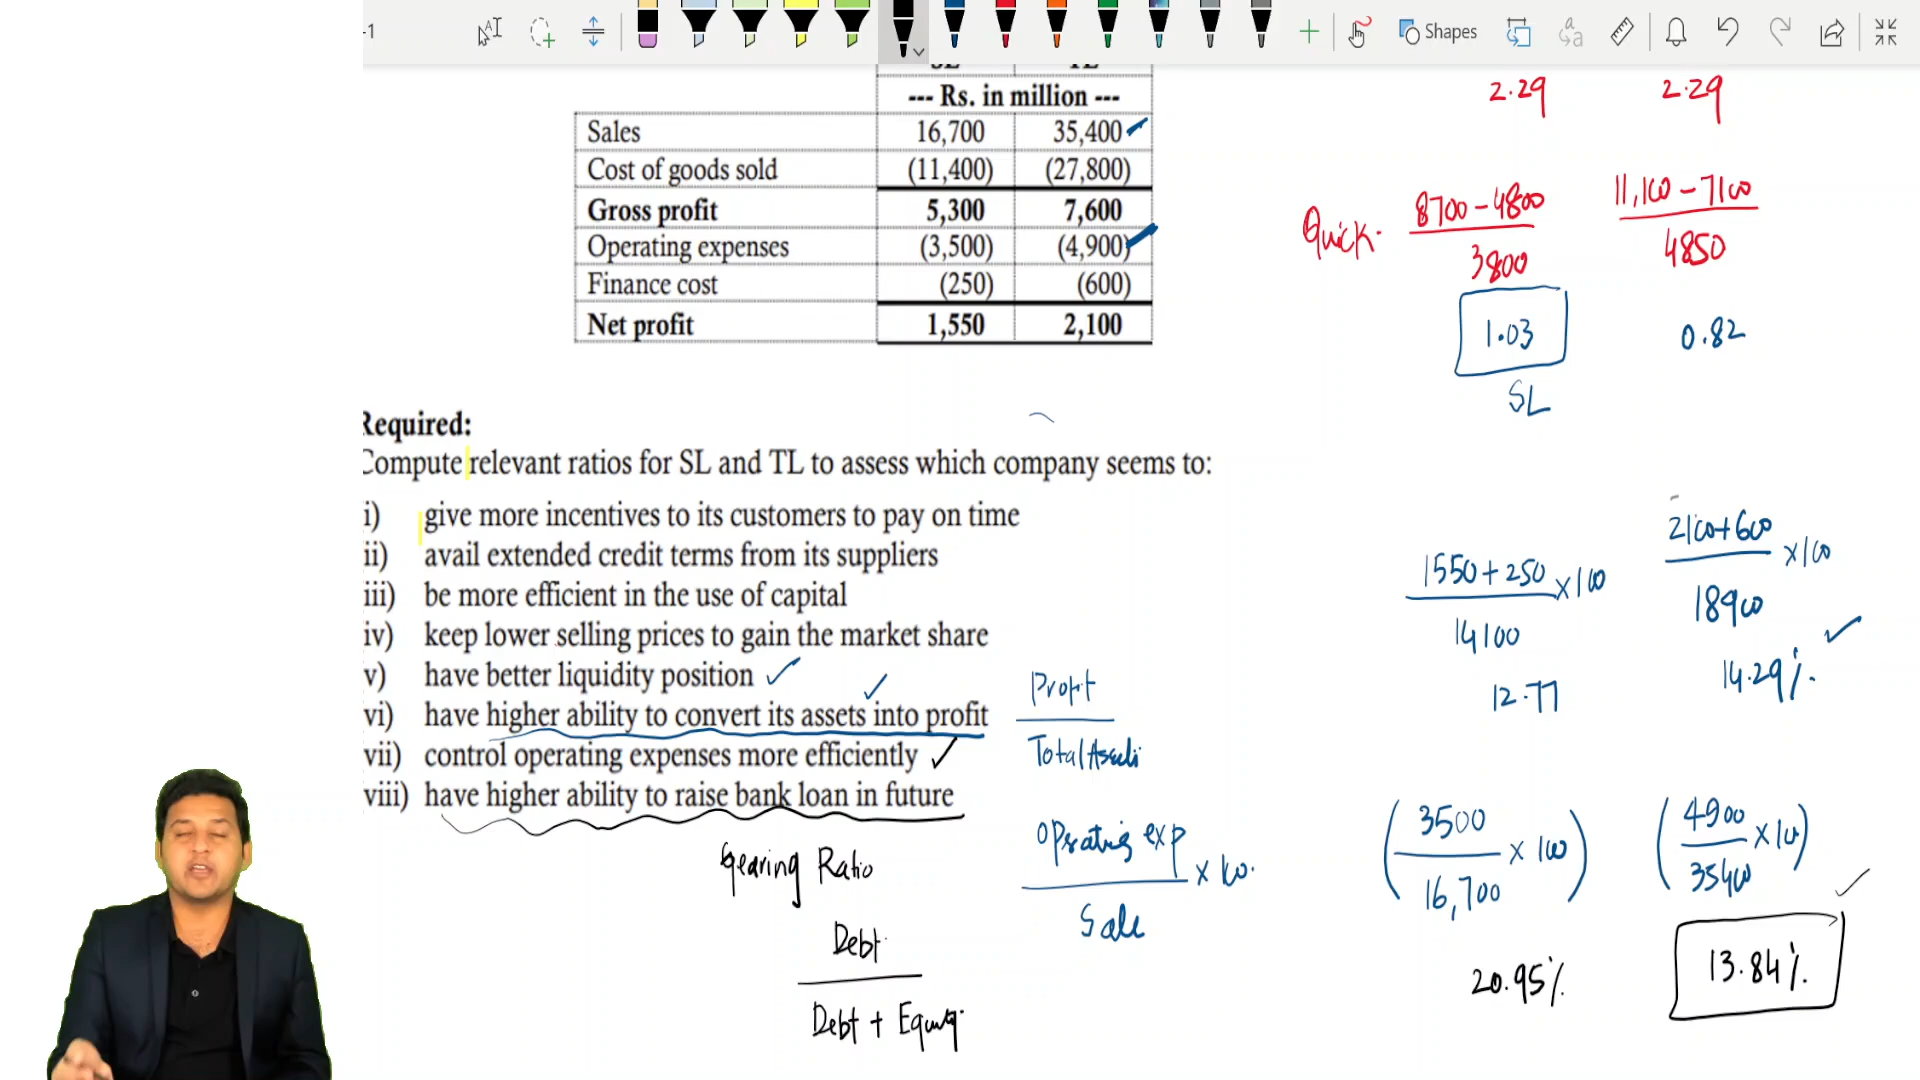 -1
Shapes
SL TL
--- Rs. in million ---
Sales 16,700 35,400
Cost of goods sold (11,400) (27,800)
Gross profit 5,300 7,600
Operating expenses (3,500) (4,900)
Finance cost (250) (600)
Net profit 1,550 2,100
Required:
Compute relevant ratios for SL and TL to assess which company seems to:
i) give more incentives to its customers to pay on time
ii) avail extended credit terms from its suppliers
iii) be more efficient in the use of capital
iv) keep lower selling prices to gain the market share
v) have better liquidity position
vi) have higher ability to convert its assets into profit
vii) control operating expenses more efficiently
viii) have higher ability to raise bank loan in future
Profit
Total Assets
Gearing Ratio
Debt
Debt + Equity
Operating exp
x 100
Sale
2.29 2.29
Quick.
8700 - 4800
3800
11,100 - 7100
4850
1.03 0.82
SL
1550 + 250 x 100
14100
12.77
2100 + 600 x 100
18900
14.29%
3500 x 100
16,700
4900 x 100
35400
20.95%
13.84%